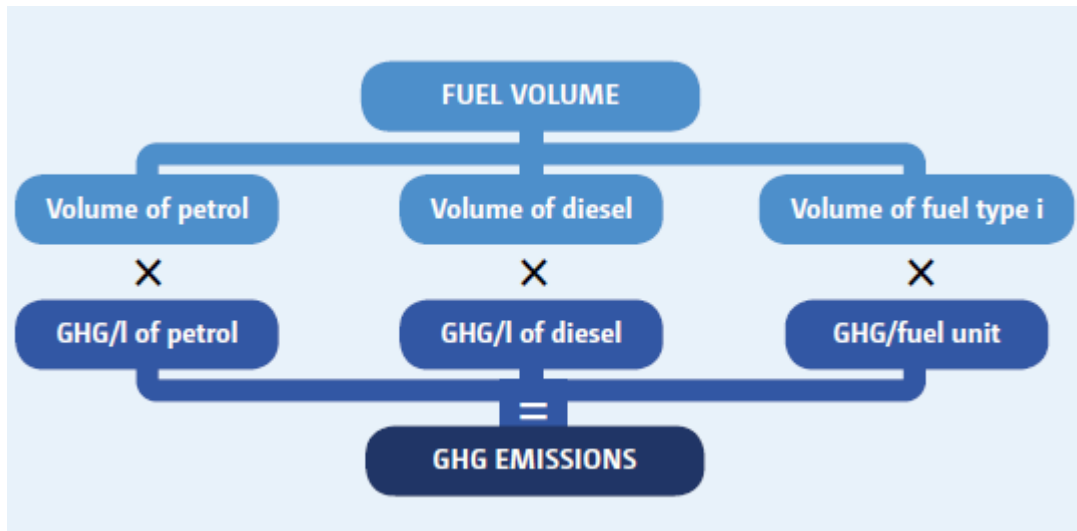 FUEL VOLUME
Volume of petrol
Volume of diesel
Volume of fuel type i
×
×
×
GHG/l of petrol
GHG/l of diesel
GHG/fuel unit
=
GHG EMISSIONS